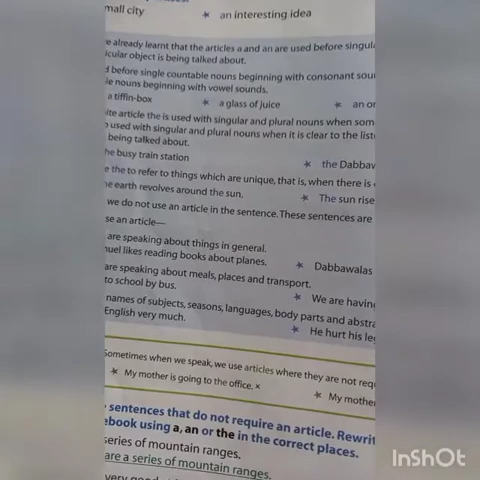 mall city * an interesting idea
e already learnt that the articles a and an are used before singul
icular object is being talked about.
d before single countable nouns beginning with consonant sou
le nouns beginning with vowel sounds.
a tiffin-box * a glass of juice * an or
ite article the is used with singular and plural nouns when som
used with singular and plural nouns when it is clear to the list
being talked about.
he busy train station * the Dabbav
e the to refer to things which are unique, that is, when there is
he earth revolves around the sun. * The sun rise
we do not use an article in the sentence. These sentences are
se an article—
are speaking about things in general.
nuel likes reading books about planes. * Dabbawalas
are speaking about meals, places and transport.
to school by bus. * We are having
names of subjects, seasons, languages, body parts and abstra
English very much. * He hurt his leg
Sometimes when we speak, we use articles where they are not requ
* My mother is going to the office. × * My mother
sentences that do not require an article. Rewrit
ebook using a, an or the in the correct places.
series of mountain ranges.
are a series of mountain ranges.
very good
InShOt